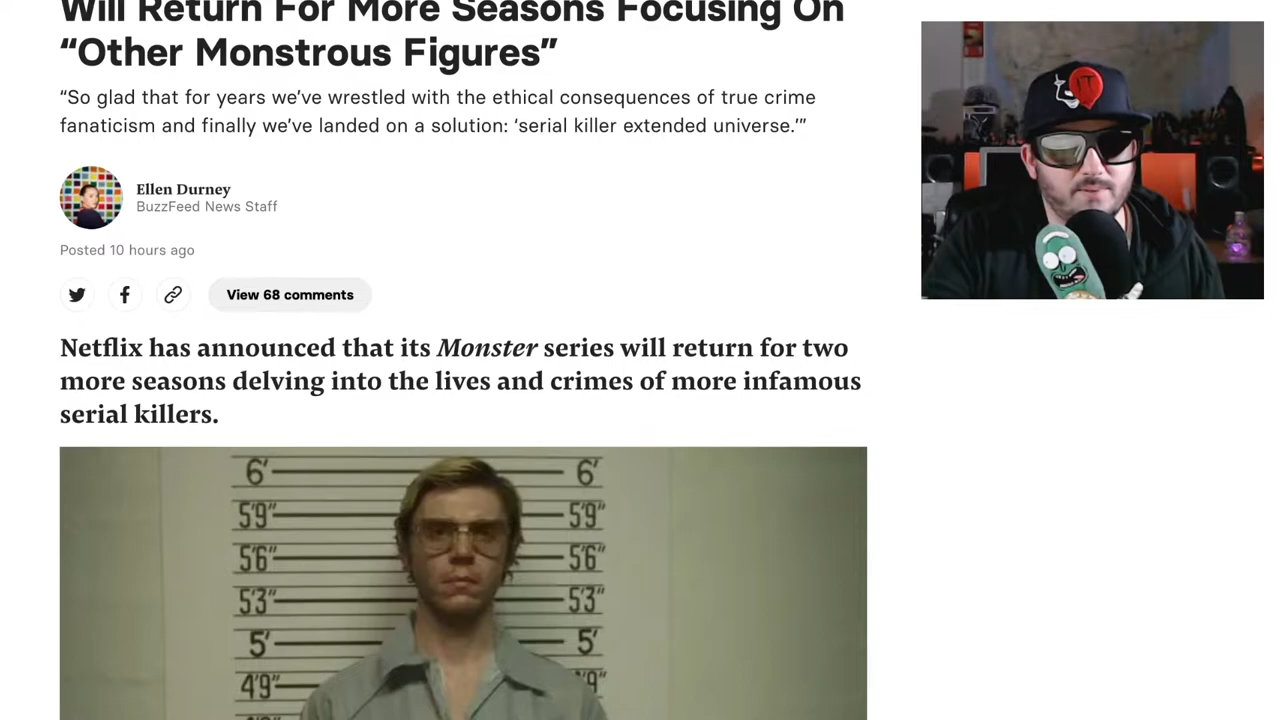 Will Return For More Seasons Focusing On
“Other Monstrous Figures”
“So glad that for years we’ve wrestled with the ethical consequences of true crime
fanaticism and finally we’ve landed on a solution: ‘serial killer extended universe.’”
Ellen Durney
BuzzFeed News Staff
Posted 10 hours ago
View 68 comments
Netflix has announced that its Monster series will return for two
more seasons delving into the lives and crimes of more infamous
serial killers.
6' 6'
5'9" 5'9"
5'6" 5'6"
5'3" 5'3"
5' 5'
4'9" '9"
IT